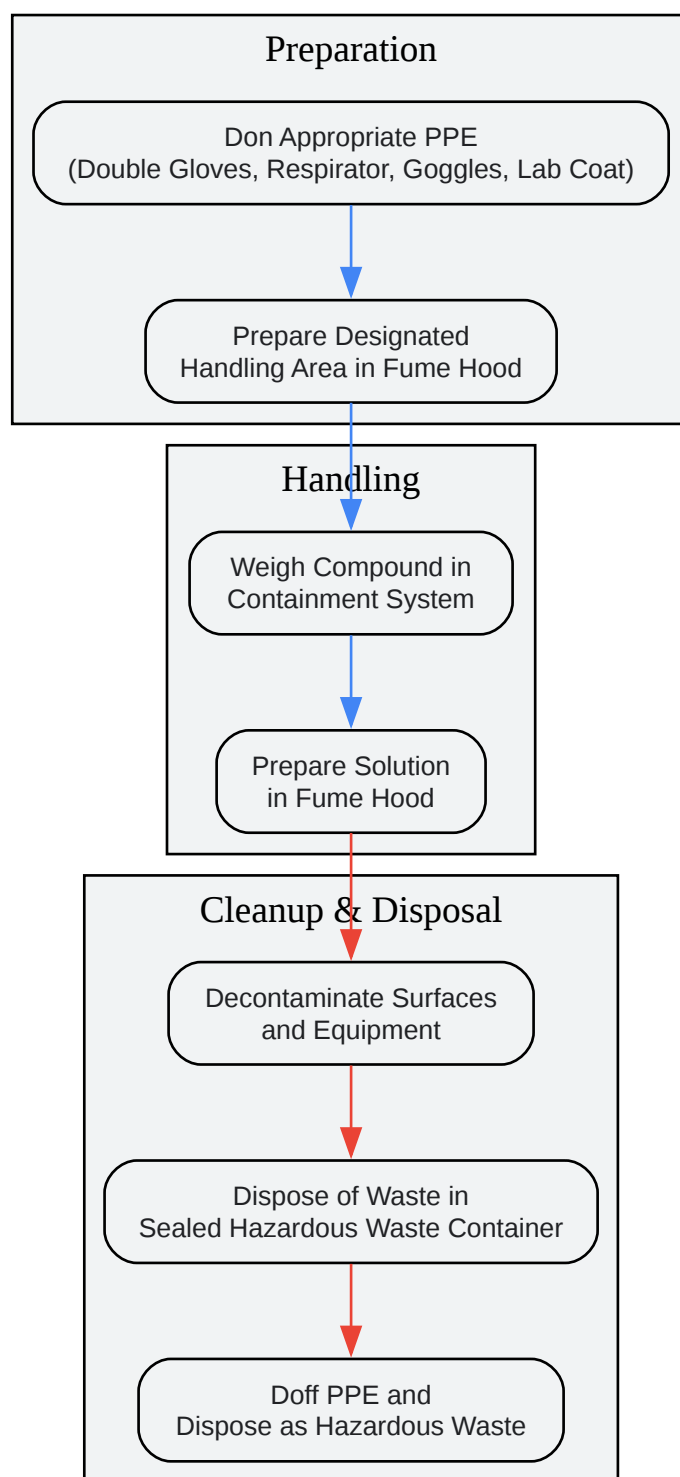 Preparation
Don Appropriate PPE
(Double Gloves, Respirator, Goggles, Lab Coat)
Prepare Designated
Handling Area in Fume Hood
Handling
Weigh Compound in
Containment System
Prepare Solution
in Fume Hood
Cleanup & Disposal
Decontaminate Surfaces
and Equipment
Dispose of Waste in
Sealed Hazardous Waste Container
Doff PPE and
Dispose as Hazardous Waste